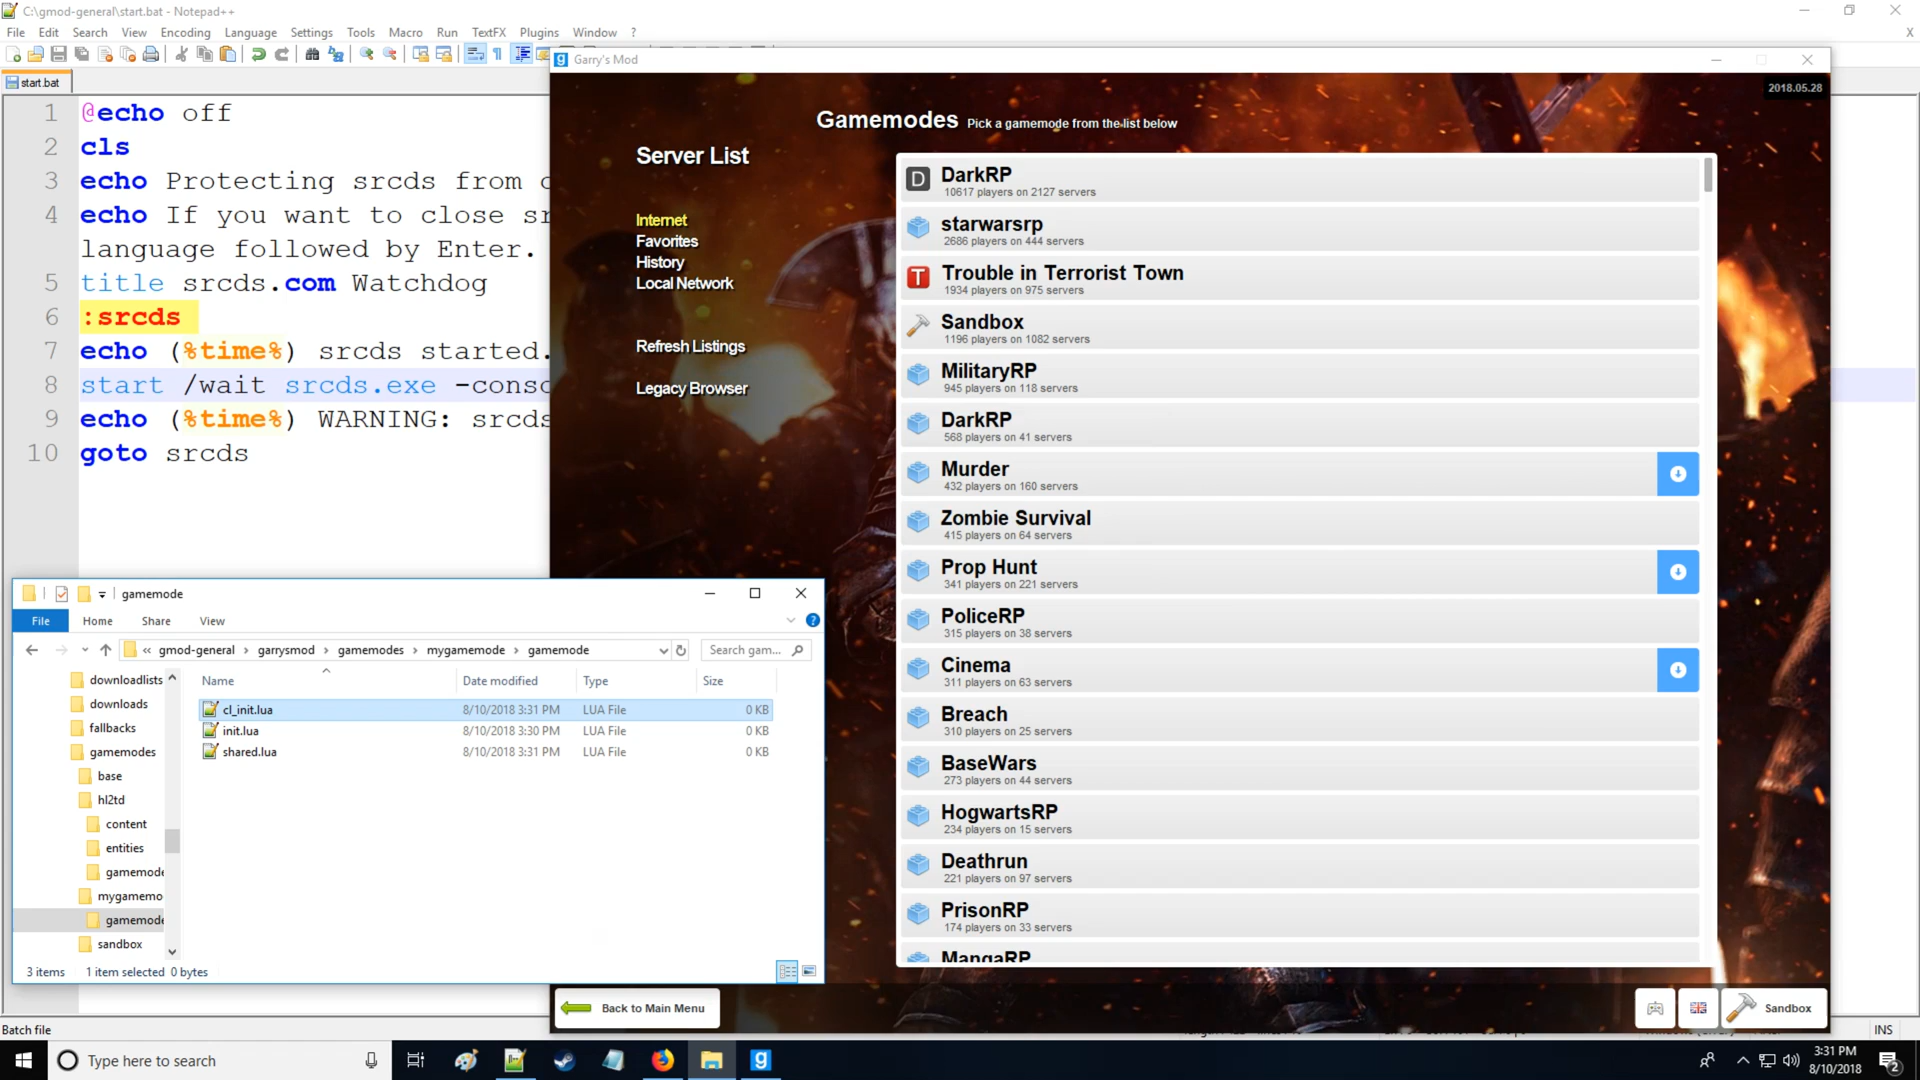 C:\gmod-general\start.bat - Notepad++
File Edit Search View Encoding Language Settings Tools Macro Run TextFX Plugins Window ? X
start.bat
1 @echo off
2 cls
3 echo Protecting srcds from
4 echo If you want to close
language followed by Enter.
5 title srcds.com Watchdog
6 :srcds
7 echo (%time%) srcds started.
8 start /wait srcds.exe
9 echo (%time%) WARNING: srcds
10 goto srcds
Garry's Mod
2018.05.28
Gamemodes Pick a gamemode from the list below
Server List
Internet
Favorites
History
Local Network
Refresh Listings
Legacy Browser
D DarkRP
10617 players on 2127 servers
starwarsrp
2686 players on 444 servers
T Trouble in Terrorist Town
1934 players on 975 servers
Sandbox
1196 players on 1082 servers
MilitaryRP
945 players on 118 servers
DarkRP
568 players on 41 servers
Murder
432 players on 160 servers
Zombie Survival
415 players on 64 servers
Prop Hunt
341 players on 221 servers
PoliceRP
315 players on 38 servers
Cinema
311 players on 63 servers
Breach
310 players on 25 servers
BaseWars
273 players on 44 servers
HogwartsRP
234 players on 15 servers
Deathrun
221 players on 97 servers
PrisonRP
174 players on 33 servers
MangaRP
Back to Main Menu
Sandbox
gamemode
File Home Share View
« gmod-general › garrysmod › gamemodes › mygamemode › gamemode
Search gam...
Name Date modified Type Size
cl_init.lua 8/10/2018 3:31 PM LUA File 0 KB
init.lua 8/10/2018 3:30 PM LUA File 0 KB
shared.lua 8/10/2018 3:31 PM LUA File 0 KB
downloadlists
downloads
fallbacks
gamemodes
base
hl2td
content
entities
gamemode
mygamemo
gamemode
sandbox
3 items 1 item selected 0 bytes
Batch file
INS
Type here to search
3:31 PM
8/10/2018
2